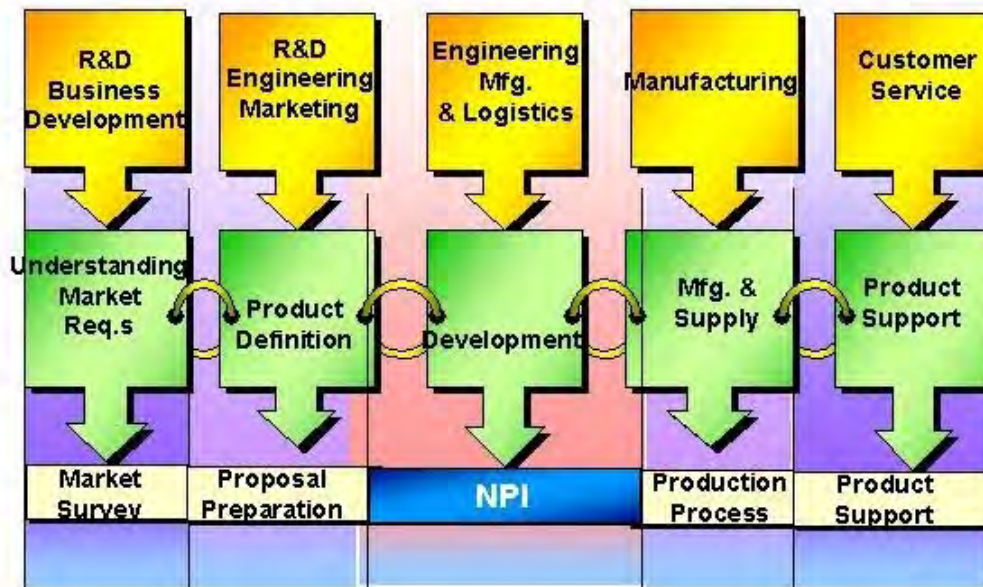 R&D
Business
Development
R&D
Engineering
Marketing
Engineering
Mfg.
& Logistics
Manufacturing
Customer
Service
Understanding
Market
Req.s
Product
Definition
Development
Mfg. &
Supply
Product
Support
Market
Survey
Proposal
Preparation
NPI
Production
Process
Product
Support